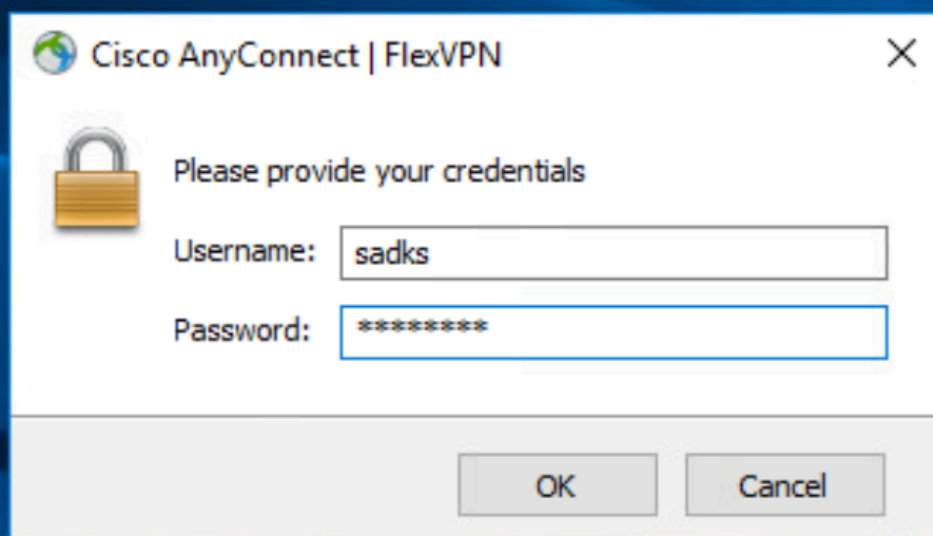 Cisco AnyConnect | FlexVPN
Please provide your credentials
Username: sadks
Password: ********
OK Cancel